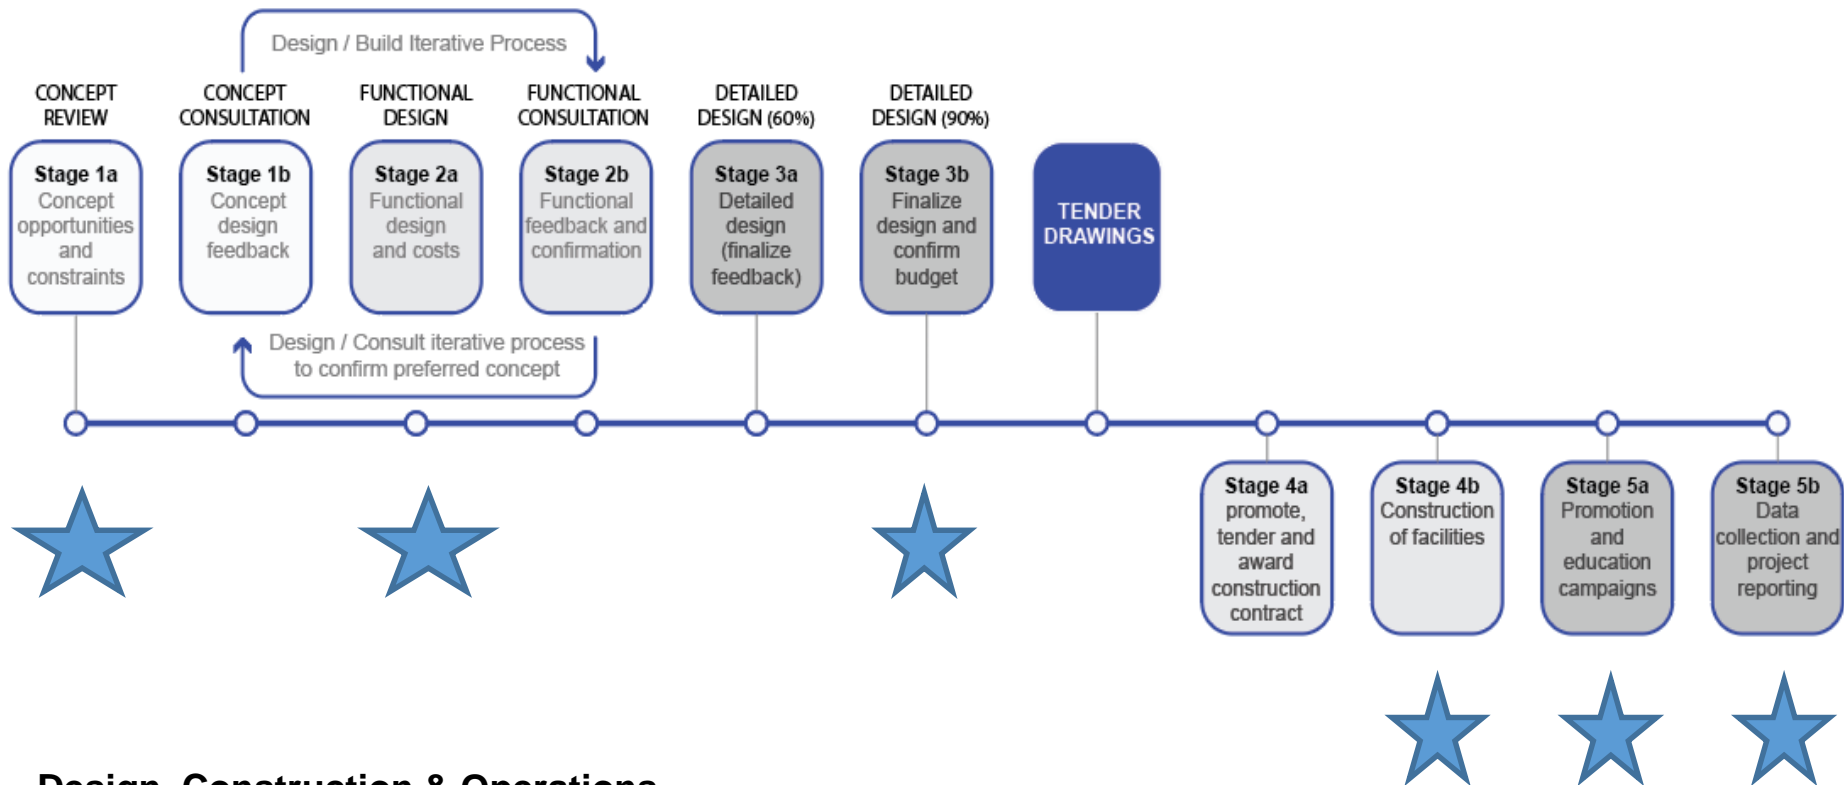 Design / Build Iterative Process
CONCEPT
REVIEW
CONCEPT
CONSULTATION
FUNCTIONAL
DESIGN
FUNCTIONAL
CONSULTATION
DETAILED
DESIGN (60%)
DETAILED
DESIGN (90%)
Stage 1a
Concept
opportunities
and
constraints
Stage 1b
Concept
design
feedback
Stage 2a
Functional
design
and costs
Stage 2b
Functional
feedback and
confirmation
Stage 3a
Detailed
design
(finalize
feedback)
Stage 3b
Finalize
design and
confirm
budget
TENDER
DRAWINGS
Design / Consult iterative process
to confirm preferred concept
Stage 4a
promote,
tender and
award
construction
contract
Stage 4b
Construction
of facilities
Stage 5a
Promotion
and
education
campaigns
Stage 5b
Data
collection and
project
reporting
Design, Construction & Operations